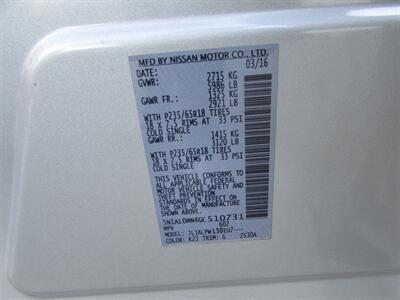 MFD BY NISSAN MOTOR CO., LTD.
DATE: 03/16
GVWR: 2715 KG
5986 LB
GAWR FR.: 1325 KG
2921 LB
WITH P235/65R18 TIRES
18 X 7.5 RIMS AT 33 PSI
COLD SINGLE
GAWR RR.: 1415 KG
3120 LB
WITH P235/65R18 TIRES
18 X 7.5 RIMS AT 33 PSI
COLD SINGLE
THIS VEHICLE CONFORMS TO
ALL APPLICABLE FEDERAL
MOTOR VEHICLE SAFETY
AND THEFT PREVENTION
STANDARDS IN EFFECT ON
THE DATE OF MANUFACTURE
SHOWN ABOVE.
510731
MPV
MODEL:
COLOR: K23 TRIM: G